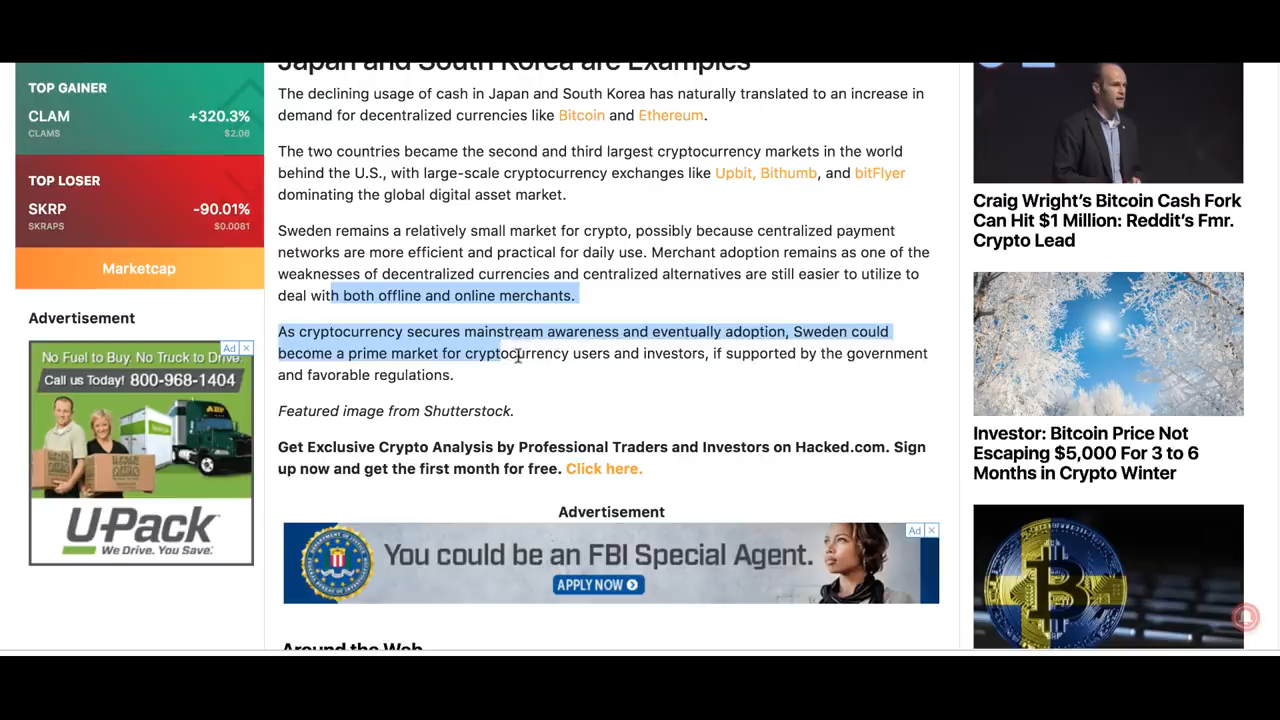 TOP GAINER
CLAM +320.3%
CLAMS $2.06
TOP LOSER
SKRP -90.01%
SKRAPS $0.0081
Marketcap
Advertisement
Ad
No Fuel to Buy. No Truck to Drive.
Call us Today! 800-968-1404
ABF
U-Pack
We Drive. You Save.
Japan and South Korea are Examples
The declining usage of cash in Japan and South Korea has naturally translated to an increase in
demand for decentralized currencies like Bitcoin and Ethereum.
The two countries became the second and third largest cryptocurrency markets in the world
behind the U.S., with large-scale cryptocurrency exchanges like Upbit, Bithumb, and bitFlyer
dominating the global digital asset market.
Sweden remains a relatively small market for crypto, possibly because centralized payment
networks are more efficient and practical for daily use. Merchant adoption remains as one of the
weaknesses of decentralized currencies and centralized alternatives are still easier to utilize to
deal with both offline and online merchants.
As cryptocurrency secures mainstream awareness and eventually adoption, Sweden could
become a prime market for cryptocurrency users and investors, if supported by the government
and favorable regulations.
Featured image from Shutterstock.
Get Exclusive Crypto Analysis by Professional Traders and Investors on Hacked.com. Sign
up now and get the first month for free. Click here.
Advertisement
Ad
You could be an FBI Special Agent.
APPLY NOW
Around the Web
Craig Wright’s Bitcoin Cash Fork
Can Hit $1 Million: Reddit’s Fmr.
Crypto Lead
Investor: Bitcoin Price Not
Escaping $5,000 For 3 to 6
Months in Crypto Winter